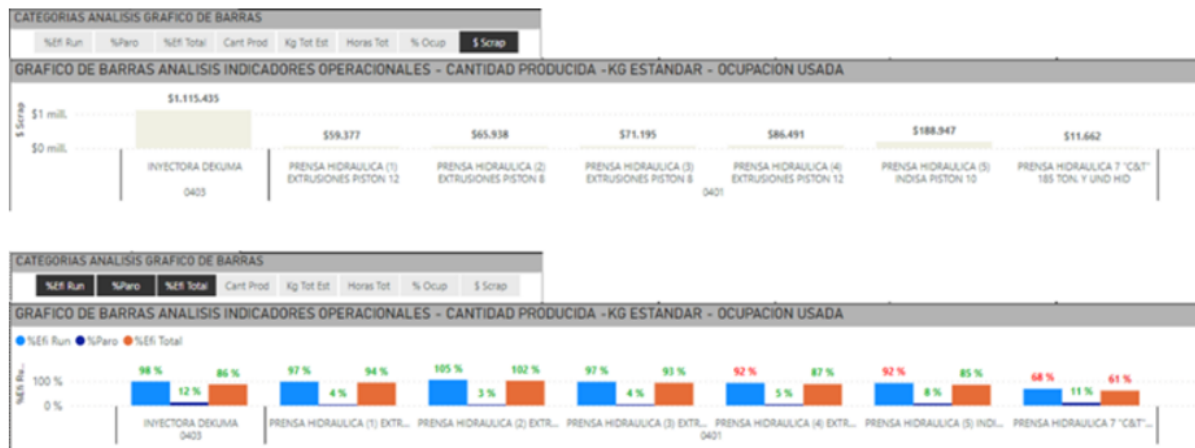 CATEGORIAS ANALISIS GRAFICO DE BARRAS
%Efi Run %Paro %Efi Total Cant Prod Kg Tot Est Horas Tot % Ocup $ Scrap
GRAFICO DE BARRAS ANALISIS INDICADORES OPERACIONALES - CANTIDAD PRODUCIDA -KG ESTÁNDAR - OCUPACION USADA
$ Scrap
$1 mill.
$0 mill.
$1.115.435 $59.377 $65.938 $71.195 $86.491 $188.947 $11.662
INYECTORA DEKUMA PRENSA HIDRAULICA (1) PRENSA HIDRAULICA (2) PRENSA HIDRAULICA (3) PRENSA HIDRAULICA (4) PRENSA HIDRAULICA (5) PRENSA HIDRAULICA 7 "C&T"
EXTRUSIONES PISTON 12 EXTRUSIONES PISTON 8 EXTRUSIONES PISTON 8 EXTRUSIONES PISTON 12 INDISA PISTON 10 185 TON. Y UND HID
0403 0401
CATEGORIAS ANALISIS GRAFICO DE BARRAS
%Efi Run %Paro %Efi Total Cant Prod Kg Tot Est Horas Tot % Ocup $ Scrap
GRAFICO DE BARRAS ANALISIS INDICADORES OPERACIONALES - CANTIDAD PRODUCIDA -KG ESTÁNDAR - OCUPACION USADA
%Efi Run %Paro %Efi Total
%Efi Ru...
100 %
0 %
98 % 12 % 86 % 97 % 4 % 94 % 105 % 3 % 102 % 97 % 4 % 93 % 92 % 5 % 87 % 92 % 8 % 85 % 68 % 11 % 61 %
INYECTORA DEKUMA PRENSA HIDRAULICA (1) EXTR... PRENSA HIDRAULICA (2) EXTR... PRENSA HIDRAULICA (3) EXTR... PRENSA HIDRAULICA (4) EXTR... PRENSA HIDRAULICA (5) INDI... PRENSA HIDRAULICA 7 "C&T"...
0403 0401